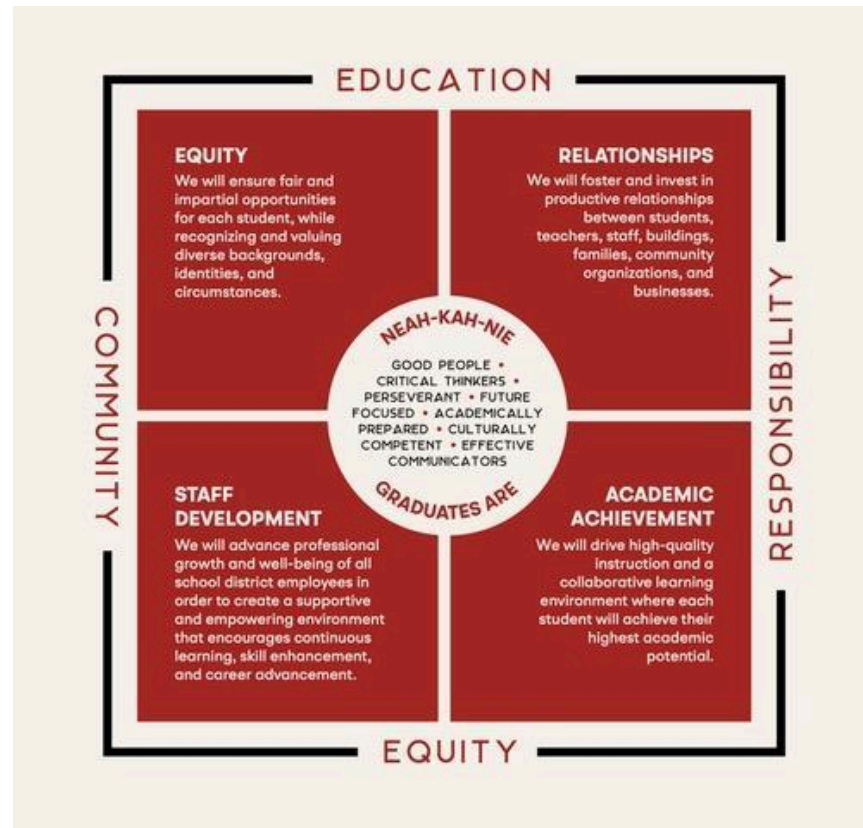 EDUCATION
EQUITY
We will ensure fair and
impartial opportunities
for each student, while
recognizing and valuing
diverse backgrounds,
identities, and
circumstances.
RELATIONSHIPS
We will foster and invest in
productive relationships
between students,
teachers, staff, buildings,
families, community
organizations, and
businesses.
COMMUNITY
NEAH-KAH-NIE
GOOD PEOPLE •
CRITICAL THINKERS •
PERSEVERANT • FUTURE
FOCUSED • ACADEMICALLY
PREPARED • CULTURALLY
COMPETENT • EFFECTIVE
COMMUNICATORS
GRADUATES ARE
RESPONSIBILITY
STAFF
DEVELOPMENT
We will advance professional
growth and well-being of all
school district employees in
order to create a supportive
and empowering environment
that encourages continuous
learning, skill enhancement,
and career advancement.
ACADEMIC
ACHIEVEMENT
We will drive high-quality
instruction and a
collaborative learning
environment where each
student will achieve their
highest academic
potential.
EQUITY